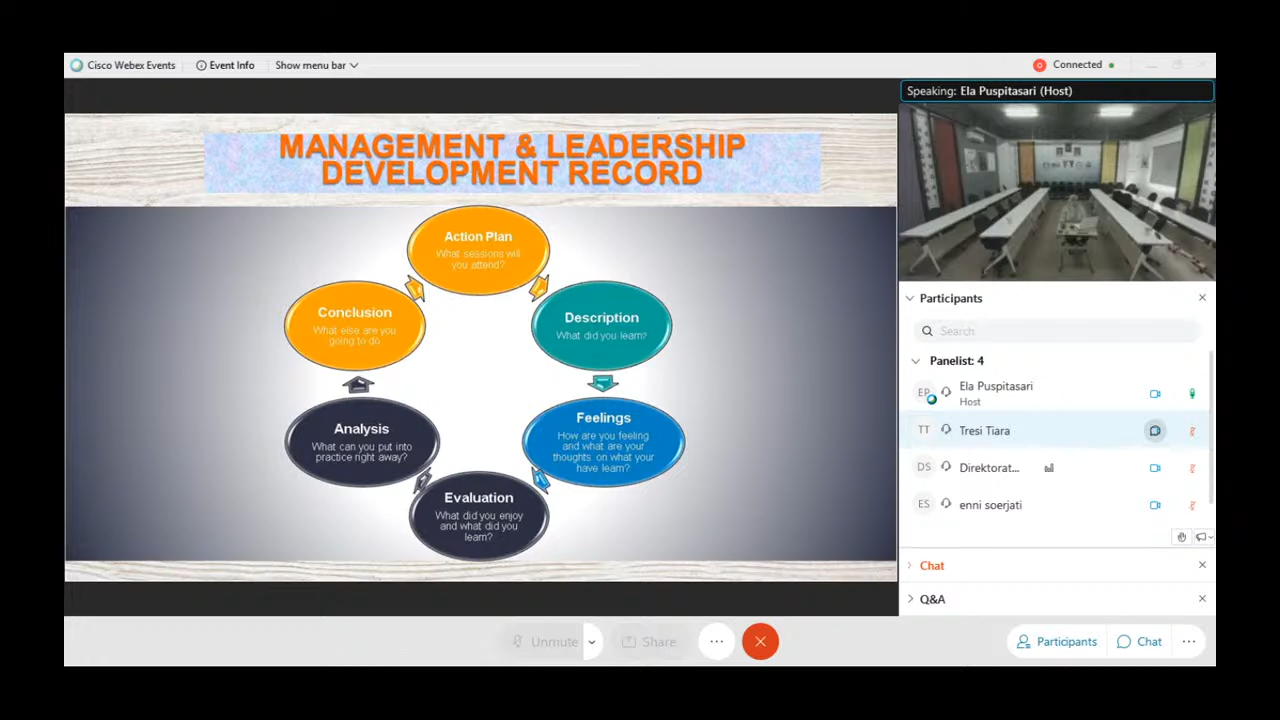 Cisco Webex Events
Event Info
Show menu bar
Connected
MANAGEMENT & LEADERSHIP
DEVELOPMENT RECORD
Action Plan
What sessions will
you attend?
Description
What did you learn?
Feelings
How are you feeling
and what are your
thoughts on what your
have learn?
Evaluation
What did you enjoy
and what did you
learn?
Analysis
What can you put into
practice right away?
Conclusion
What else are you
going to do
Speaking: Ela Puspitasari (Host)
Participants
Search
Panelist: 4
EP
Ela Puspitasari
Host
TT
Tresi Tiara
DS
Direktorat...
ES
enni soerjati
Chat
Q&A
Unmute
Share
Participants
Chat